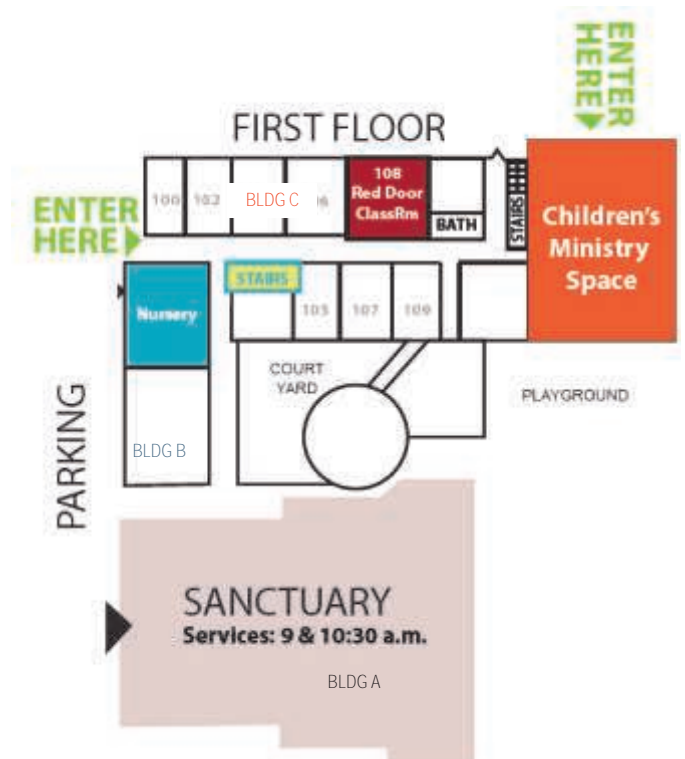 ENTER
HERE
FIRST FLOOR
100
102
BLDG C
108
Red Door
ClassRm
BATH
STAIRS
Children's
Ministry
Space
ENTER
HERE
Nursery
STAIRS
105
107
109
COURT
YARD
PLAYGROUND
PARKING
BLDG B
SANCTUARY
Services: 9 & 10:30 a.m.
BLDG A